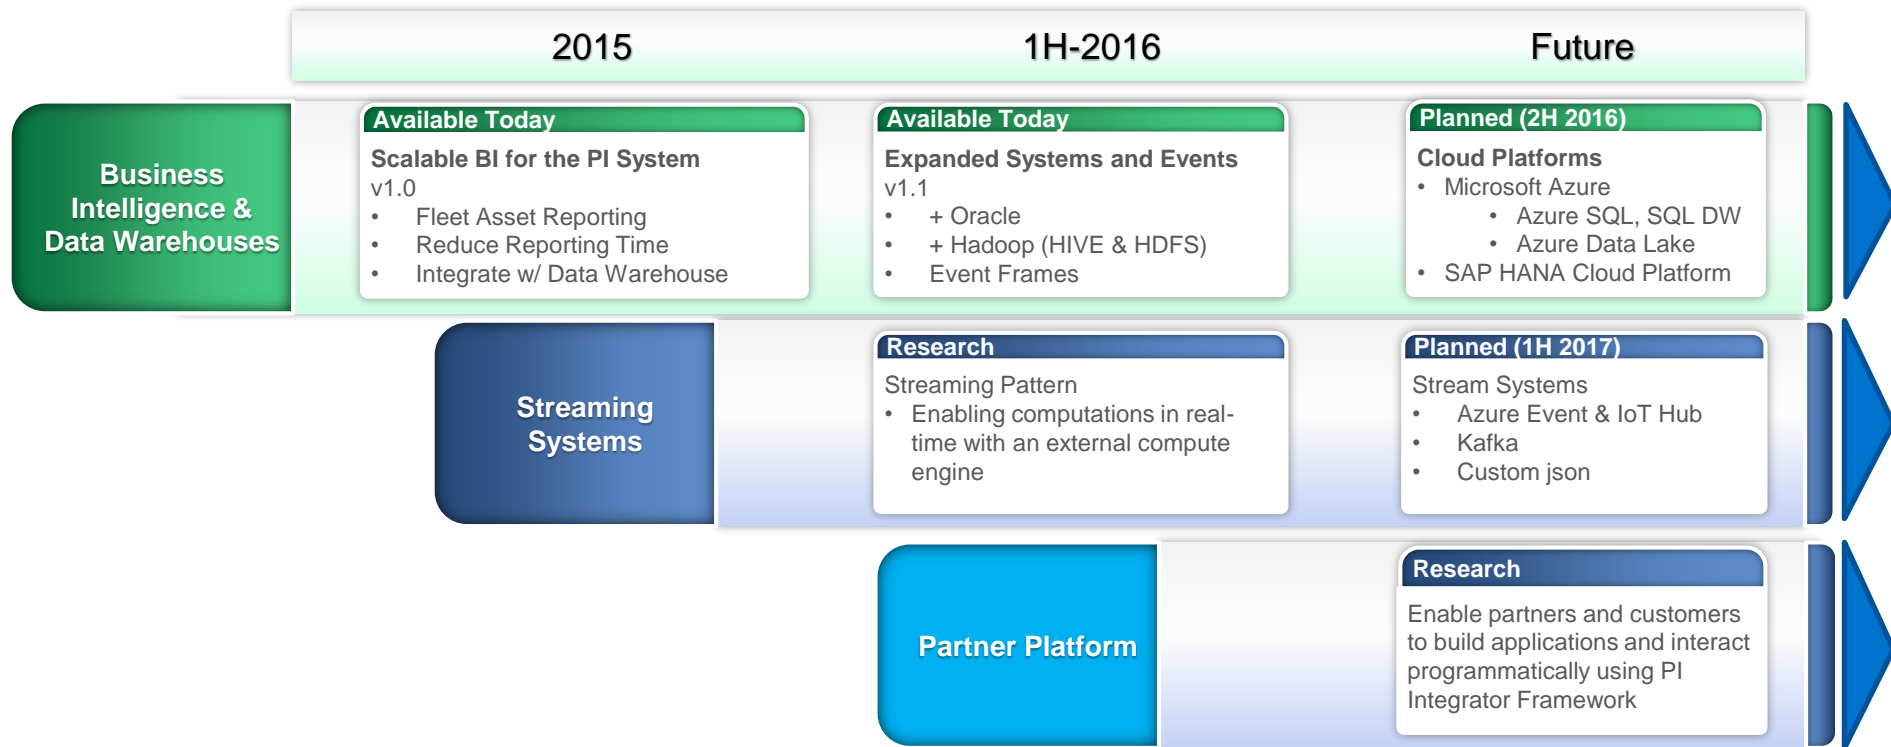 2015
1H-2016
Future
Business
Intelligence &
Data Warehouses
Available Today
Scalable BI for the PI System
v1.0
• Fleet Asset Reporting
• Reduce Reporting Time
• Integrate w/ Data Warehouse
Available Today
Expanded Systems and Events
v1.1
• + Oracle
• + Hadoop (HIVE & HDFS)
• Event Frames
Planned (2H 2016)
Cloud Platforms
• Microsoft Azure
• Azure SQL, SQL DW
• Azure Data Lake
• SAP HANA Cloud Platform
Streaming
Systems
Research
Streaming Pattern
• Enabling computations in real-
time with an external compute
engine
Planned (1H 2017)
Stream Systems
• Azure Event & IoT Hub
• Kafka
• Custom json
Partner Platform
Research
Enable partners and customers
to build applications and interact
programmatically using PI
Integrator Framework